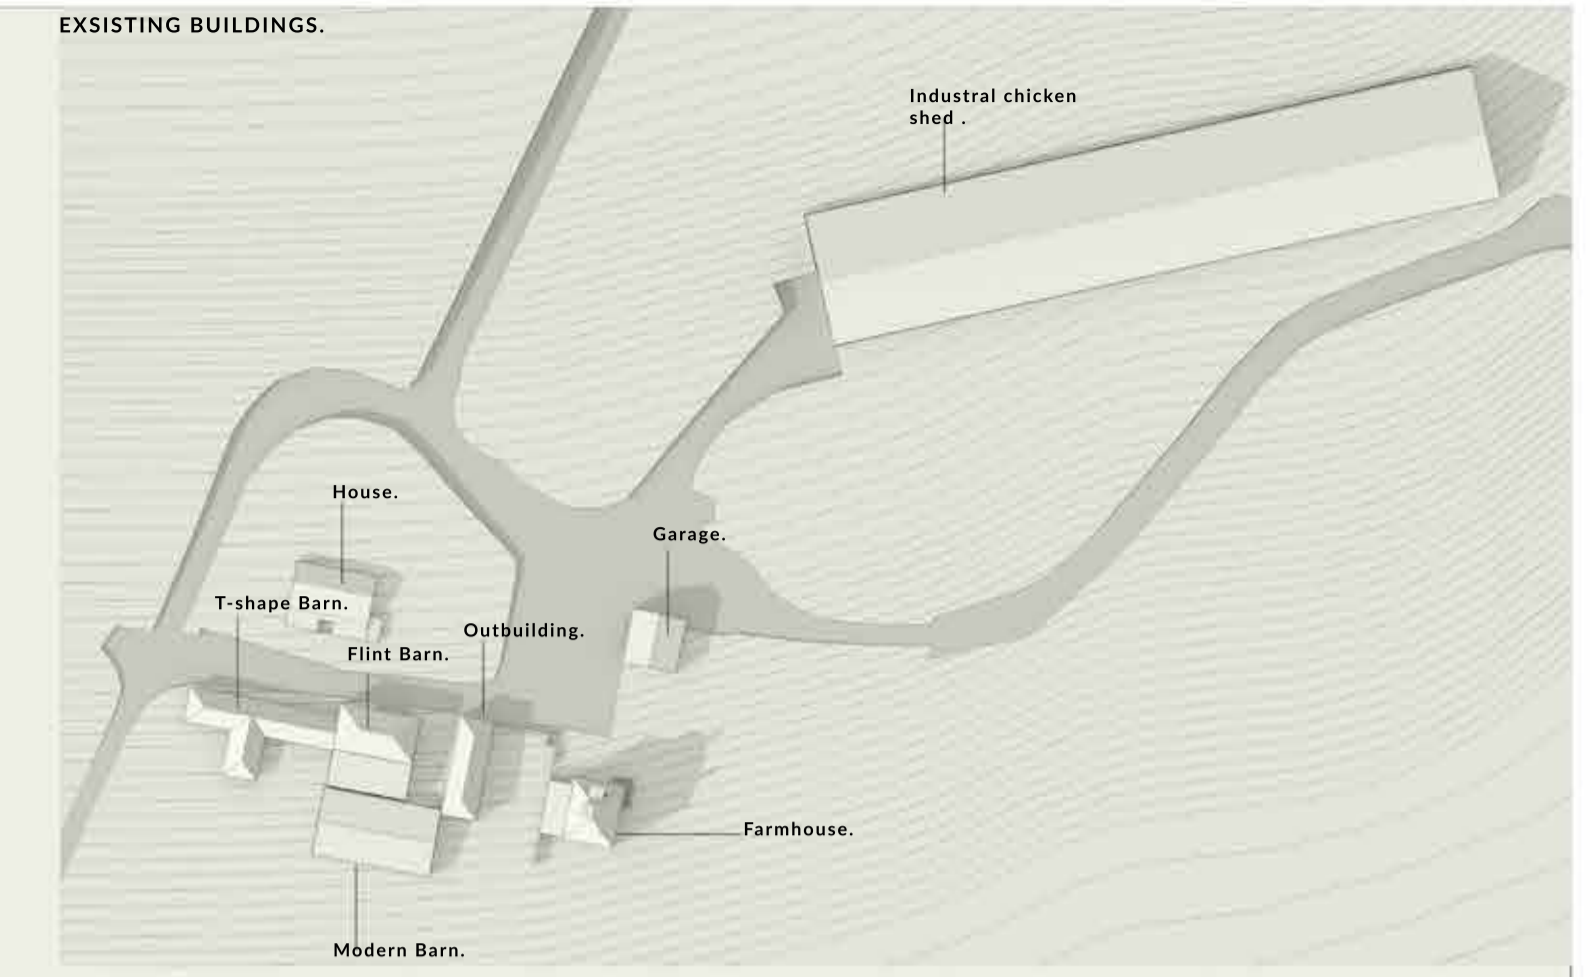 EXSISTING BUILDINGS.
Industral chicken
shed .
House.
Garage.
T-shape Barn.
Outbuilding.
Flint Barn.
Farmhouse.
Modern Barn.